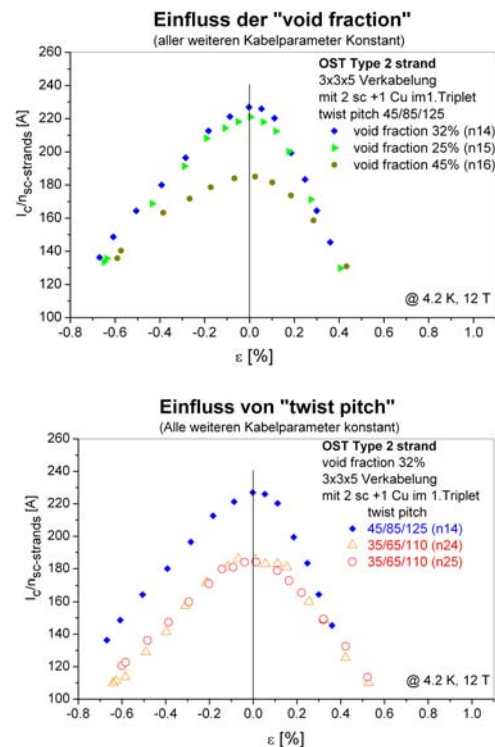 Einfluss der "void fraction"
(aller weiteren Kabelparameter Konstant)
260
240
220
200
180
160
140
120
100
I_c/n_sc-strands [A]
OST Type 2 strand
3x3x5 Verkabelung
mit 2 sc +1 Cu im1.Triplet
twist pitch 45/85/125
void fraction 32% (n14)
void fraction 25% (n15)
void fraction 45% (n16)
@ 4.2 K, 12 T
-0.8 -0.6 -0.4 -0.2 0.0 0.2 0.4 0.6 0.8 1.0
ε [%]
Einfluss von "twist pitch"
(Alle weiteren Kabelparameter konstant)
260
240
220
200
180
160
140
120
100
I_c/n_sc-strands [A]
OST Type 2 strand
void fraction 32%
3x3x5 Verkabelung
mit 2 sc +1 Cu im 1.Triplet
twist pitch
45/85/125 (n14)
35/65/110 (n24)
35/65/110 (n25)
@ 4.2 K, 12 T
-0.8 -0.6 -0.4 -0.2 0.0 0.2 0.4 0.6 0.8 1.0
ε [%]